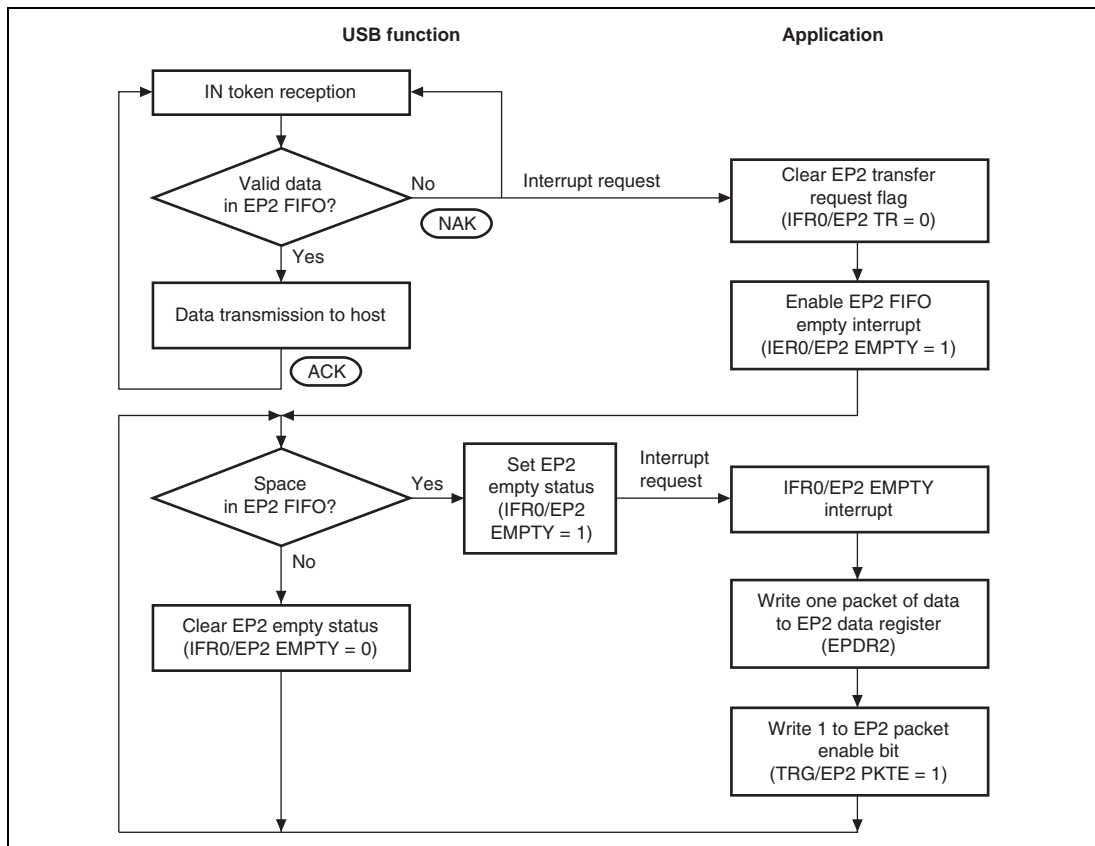 USB function
Application
IN token reception
Valid data
in EP2 FIFO?
No
NAK
Interrupt request
Clear EP2 transfer
request flag
(IFR0/EP2 TR = 0)
Yes
Data transmission to host
ACK
Enable EP2 FIFO
empty interrupt
(IER0/EP2 EMPTY = 1)
Space
in EP2 FIFO?
Yes
Set EP2
empty status
(IFR0/EP2
EMPTY = 1)
Interrupt
request
IFR0/EP2 EMPTY
interrupt
No
Clear EP2 empty status
(IFR0/EP2 EMPTY = 0)
Write one packet of data
to EP2 data register
(EPDR2)
Write 1 to EP2 packet
enable bit
(TRG/EP2 PKTE = 1)